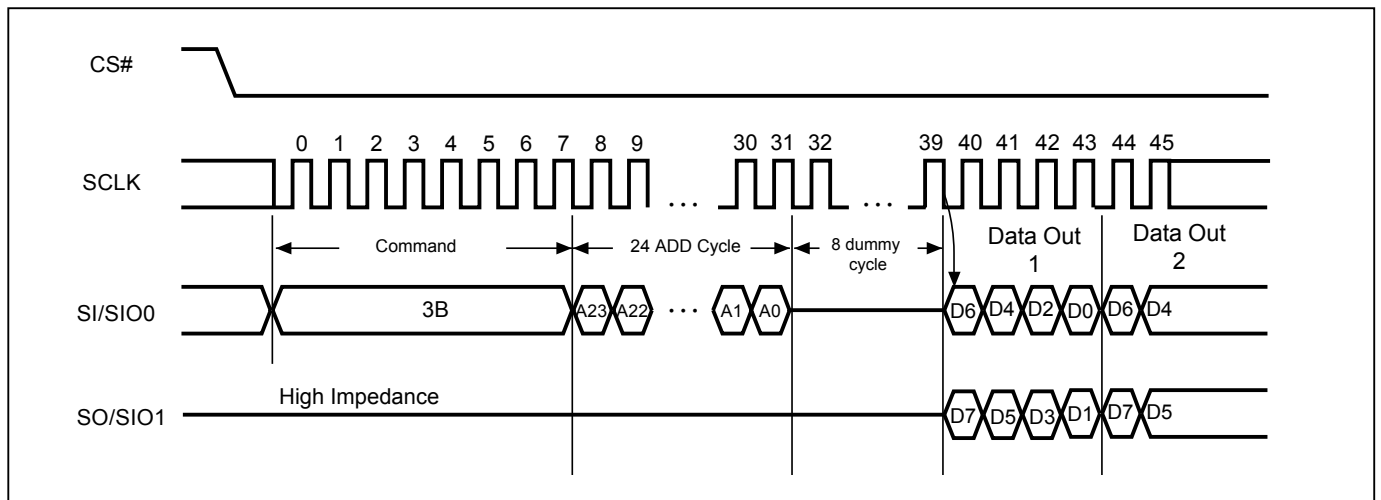 CS#
0 1 2 3 4 5 6 7 8 9 30 31 32 39 40 41 42 43 44 45
SCLK
... ...
Command 24 ADD Cycle 8 dummy cycle Data Out 1 Data Out 2
SI/SIO0 3B A23 A22 ... A1 A0 D6 D4 D2 D0 D6 D4
High Impedance
SO/SIO1 D7 D5 D3 D1 D7 D5